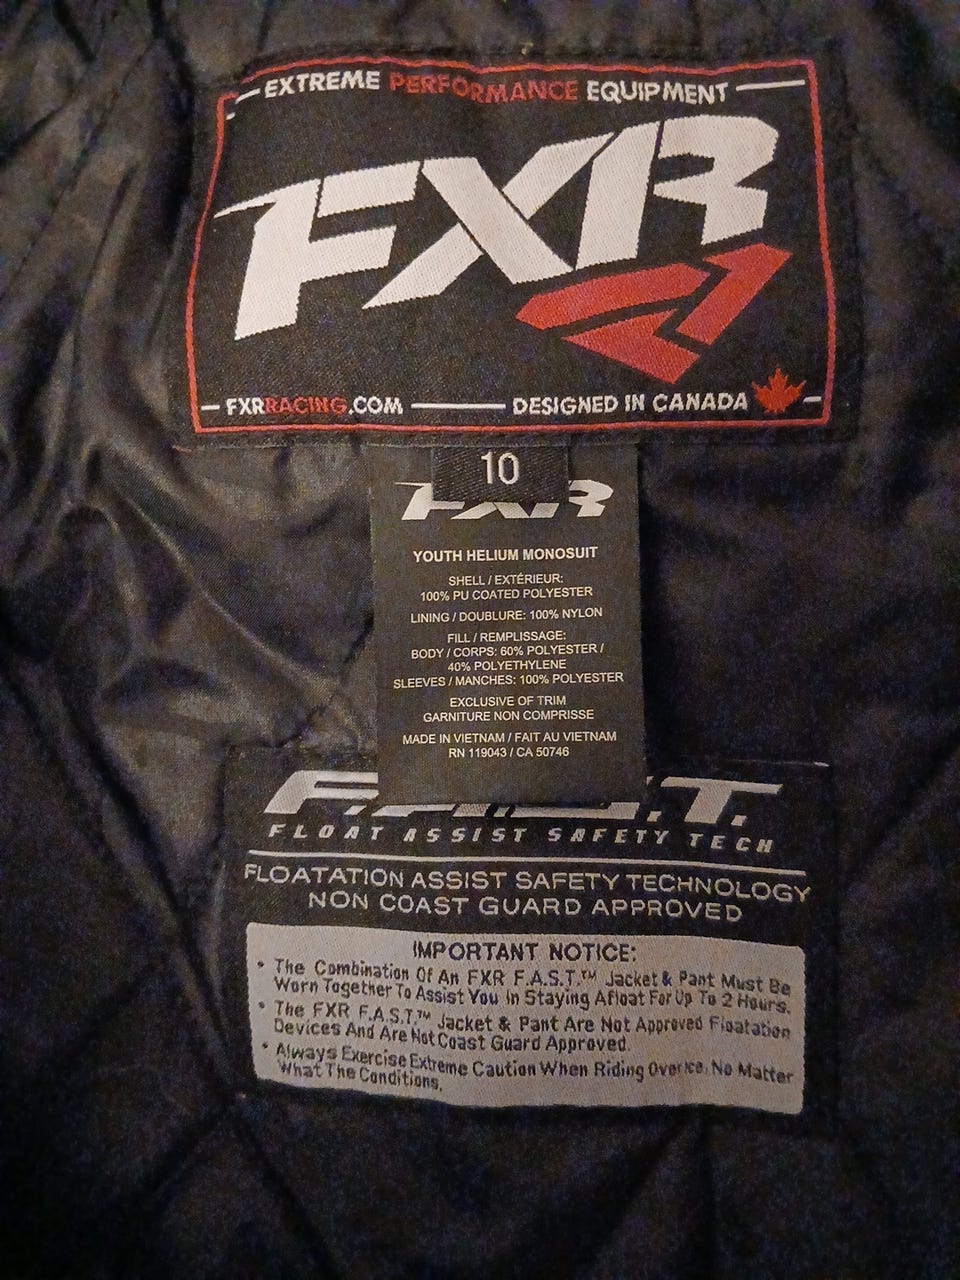 EXTREME PERFORMANCE EQUIPMENT
FXR
FXRRACING.COM
DESIGNED IN CANADA
10
FXR
YOUTH HELIUM MONOSUIT
SHELL / EXTÉRIEUR:
100% PU COATED POLYESTER
LINING / DOUBLURE: 100% NYLON
FILL / REMPLISSAGE:
BODY / CORPS: 60% POLYESTER /
40% POLYETHYLENE
SLEEVES / MANCHES: 100% POLYESTER
EXCLUSIVE OF TRIM
GARNITURE NON COMPRISSE
MADE IN VIETNAM / FAIT AU VIETNAM
RN 119043 / CA 50746
F.A.S.T.
FLOAT ASSIST SAFETY TECH
FLOATATION ASSIST SAFETY TECHNOLOGY
NON COAST GUARD APPROVED
IMPORTANT NOTICE:
• The Combination Of An FXR F.A.S.T.™ Jacket & Pant Must Be
Worn Together To Assist You In Staying Afloat For Up To 2 Hours.
• The FXR F.A.S.T.™ Jacket & Pant Are Not Approved Floatation
Devices And Are Not Coast Guard Approved.
• Always Exercise Extreme Caution When Riding Over Ice, No Matter
What The Conditions.